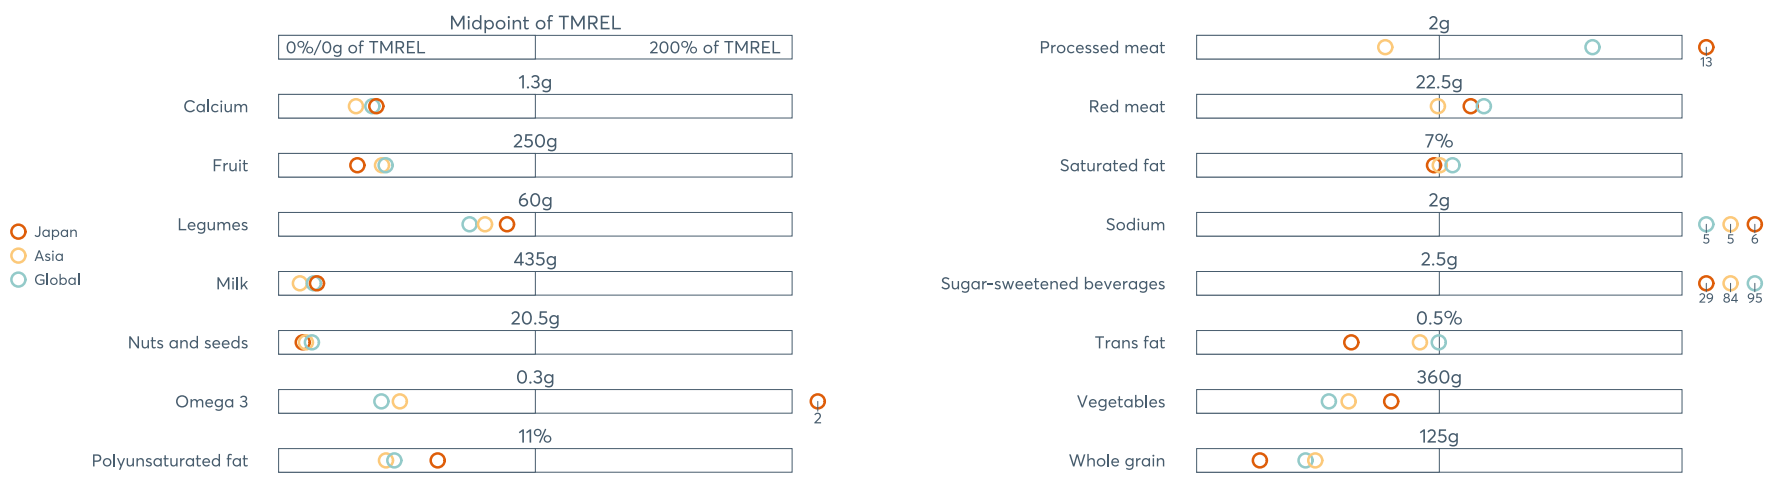 Midpoint of TMREL
0%/0g of TMREL 200% of TMREL
1.3g
Calcium
250g
Fruit
60g
Legumes
435g
Milk
20.5g
Nuts and seeds
0.3g
Omega 3
2
11%
Polyunsaturated fat
Japan
Asia
Global
2g
Processed meat
13
22.5g
Red meat
7%
Saturated fat
2g
Sodium
5 5 6
2.5g
Sugar-sweetened beverages
29 84 95
0.5%
Trans fat
360g
Vegetables
125g
Whole grain